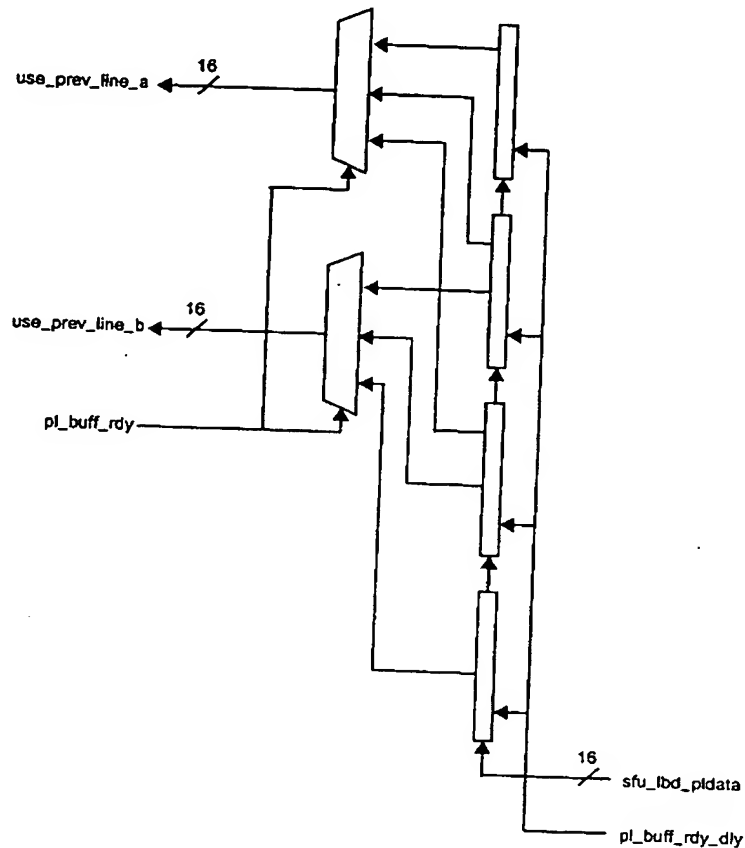 16
use_prev_line_a
16
use_prev_line_b
pl_buff_rdy
16
sfu_lbd_pldata
pl_buff_rdy_dly